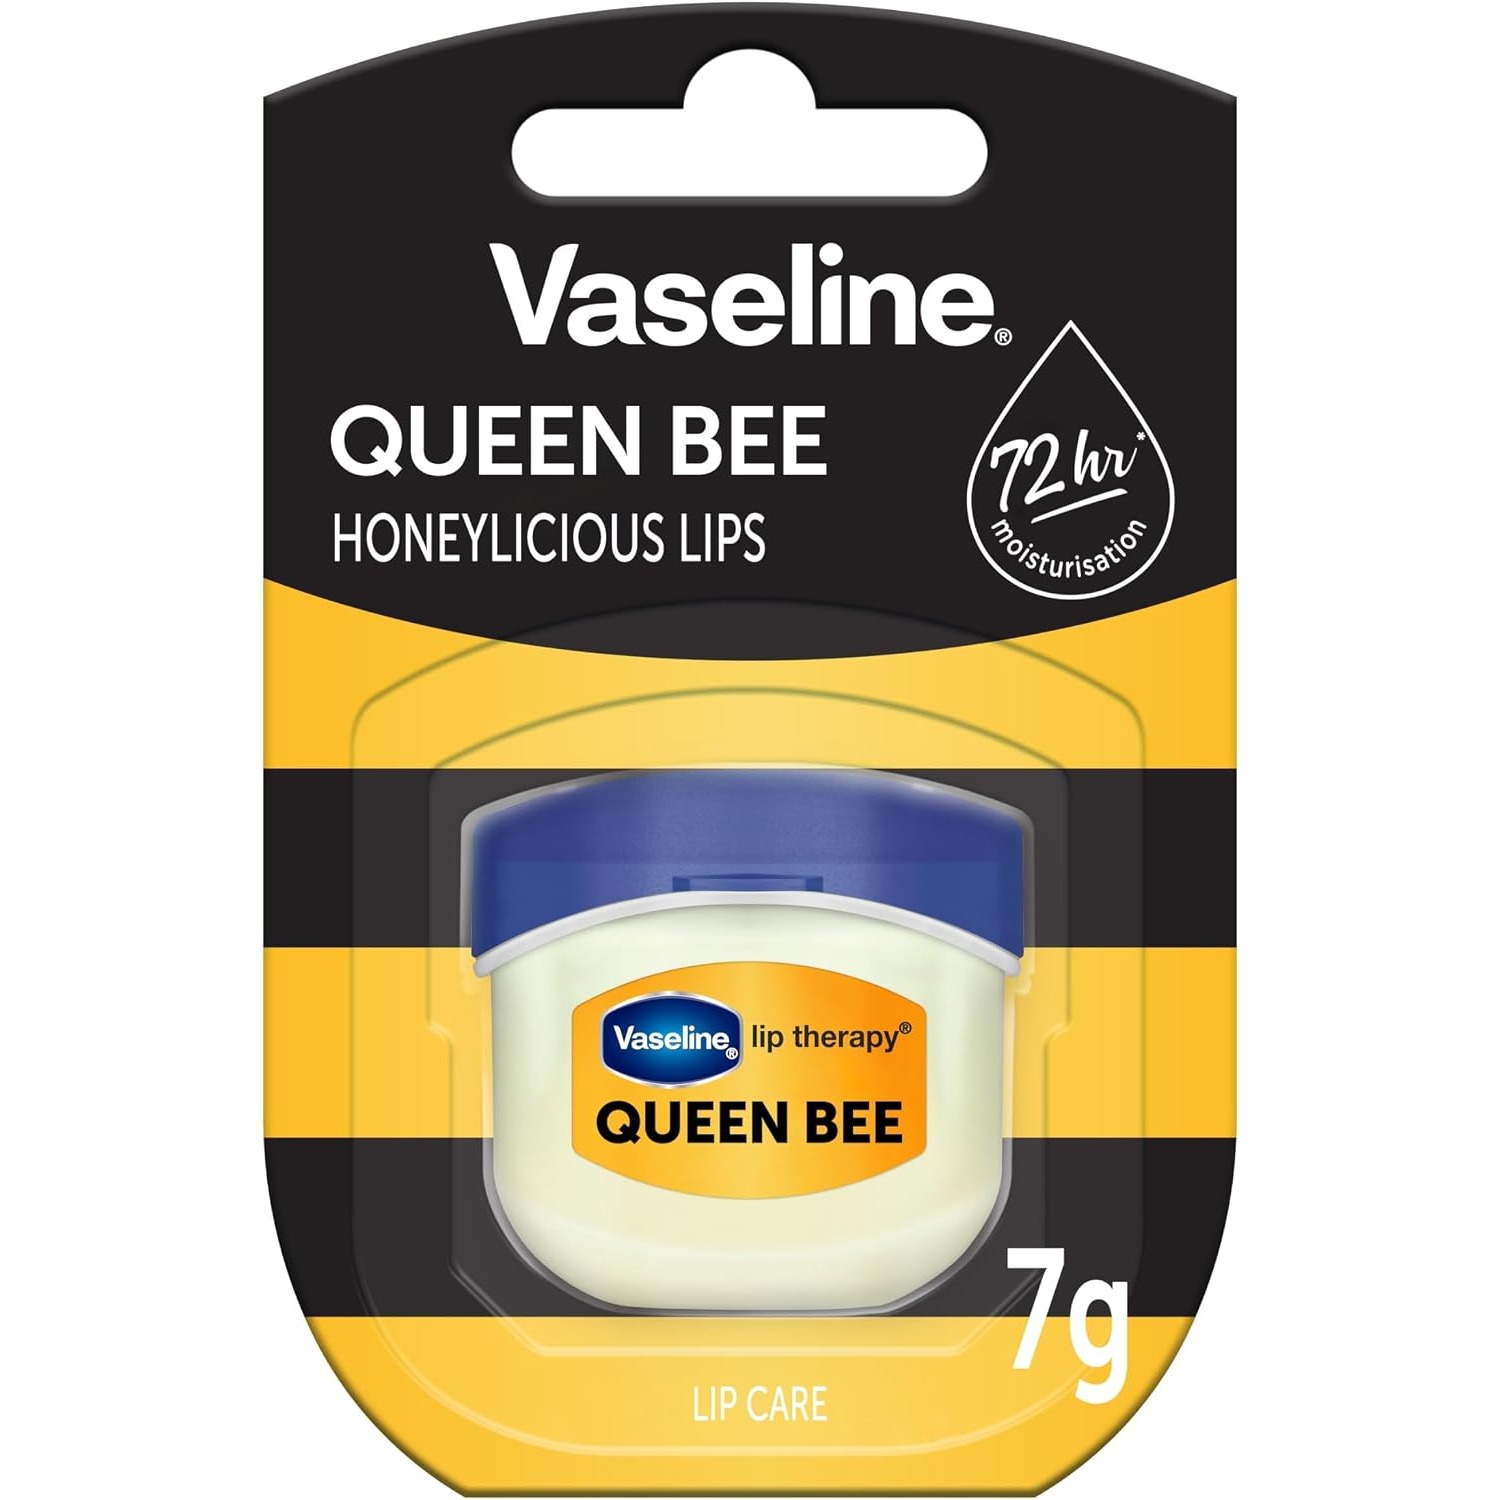 Vaseline®
QUEEN BEE
HONEYLICIOUS LIPS
72 hr*
moisturisation
Vaseline® lip therapy®
QUEEN BEE
7g
LIP CARE